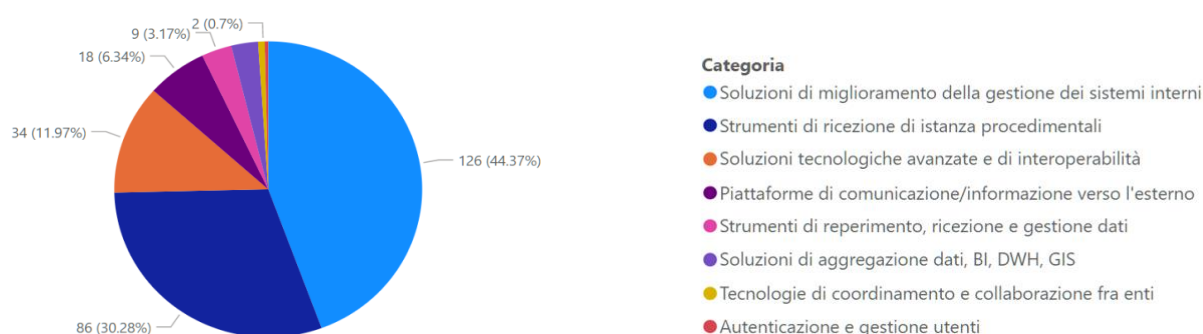 2 (0.7%)
9 (3.17%)
18 (6.34%)
34 (11.97%)
126 (44.37%)
86 (30.28%)
Categoria
Soluzioni di miglioramento della gestione dei sistemi interni
Strumenti di ricezione di istanza procedimentali
Soluzioni tecnologiche avanzate e di interoperabilità
Piattaforme di comunicazione/informazione verso l'esterno
Strumenti di reperimento, ricezione e gestione dati
Soluzioni di aggregazione dati, BI, DWH, GIS
Tecnologie di coordinamento e collaborazione fra enti
Autenticazione e gestione utenti